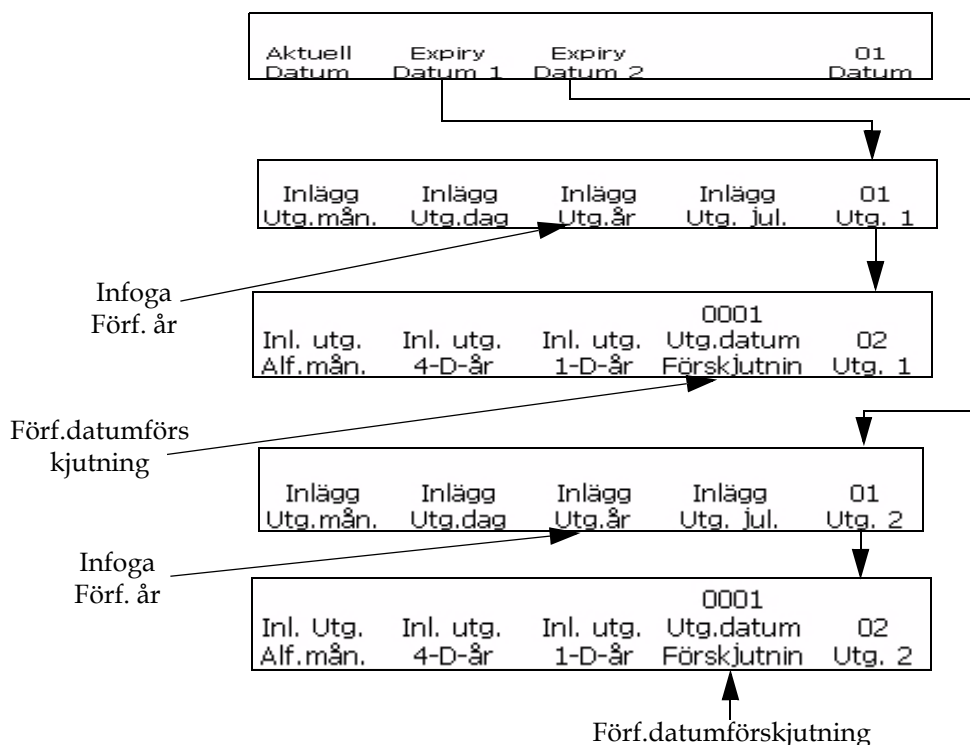 Aktuell Expiry Expiry 01
Datum Datum 1 Datum 2 Datum
Inlägg Inlägg Inlägg Inlägg 01
Utg.mån. Utg.dag Utg.år Utg. jul. Utg. 1
Infoga
Förf. år
0001
Inl. utg. Inl. utg. Inl. utg. Utg.datum 02
Alf.mån. 4-D-år 1-D-år Förskjutnin Utg. 1
Förf.datumförs
kjutning
Inlägg Inlägg Inlägg Inlägg 01
Utg.mån. Utg.dag Utg.år Utg. jul. Utg. 2
Infoga
Förf. år
0001
Inl. Utg. Inl. utg. Inl. utg. Utg.datum 02
Alf.mån. 4-D-år 1-D-år Förskjutnin Utg. 2
Förf.datumförskjutning